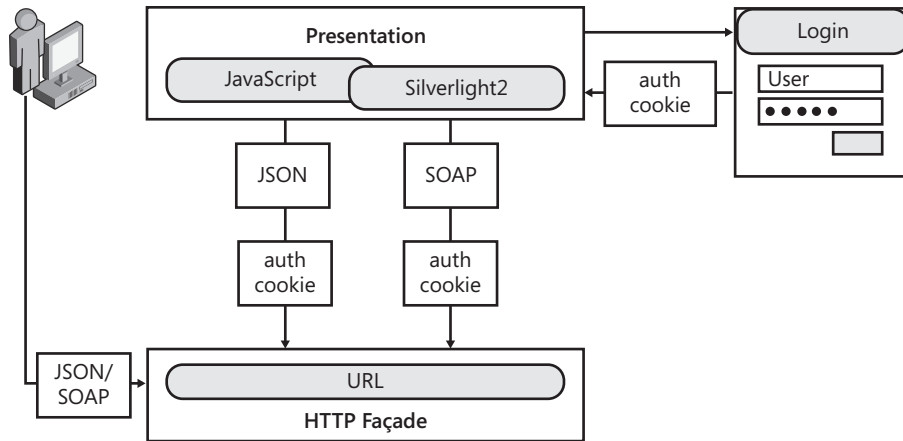 Presentation
JavaScript
Silverlight2
Login
User
auth
cookie
JSON
SOAP
auth
cookie
auth
cookie
JSON/
SOAP
URL
HTTP Façade